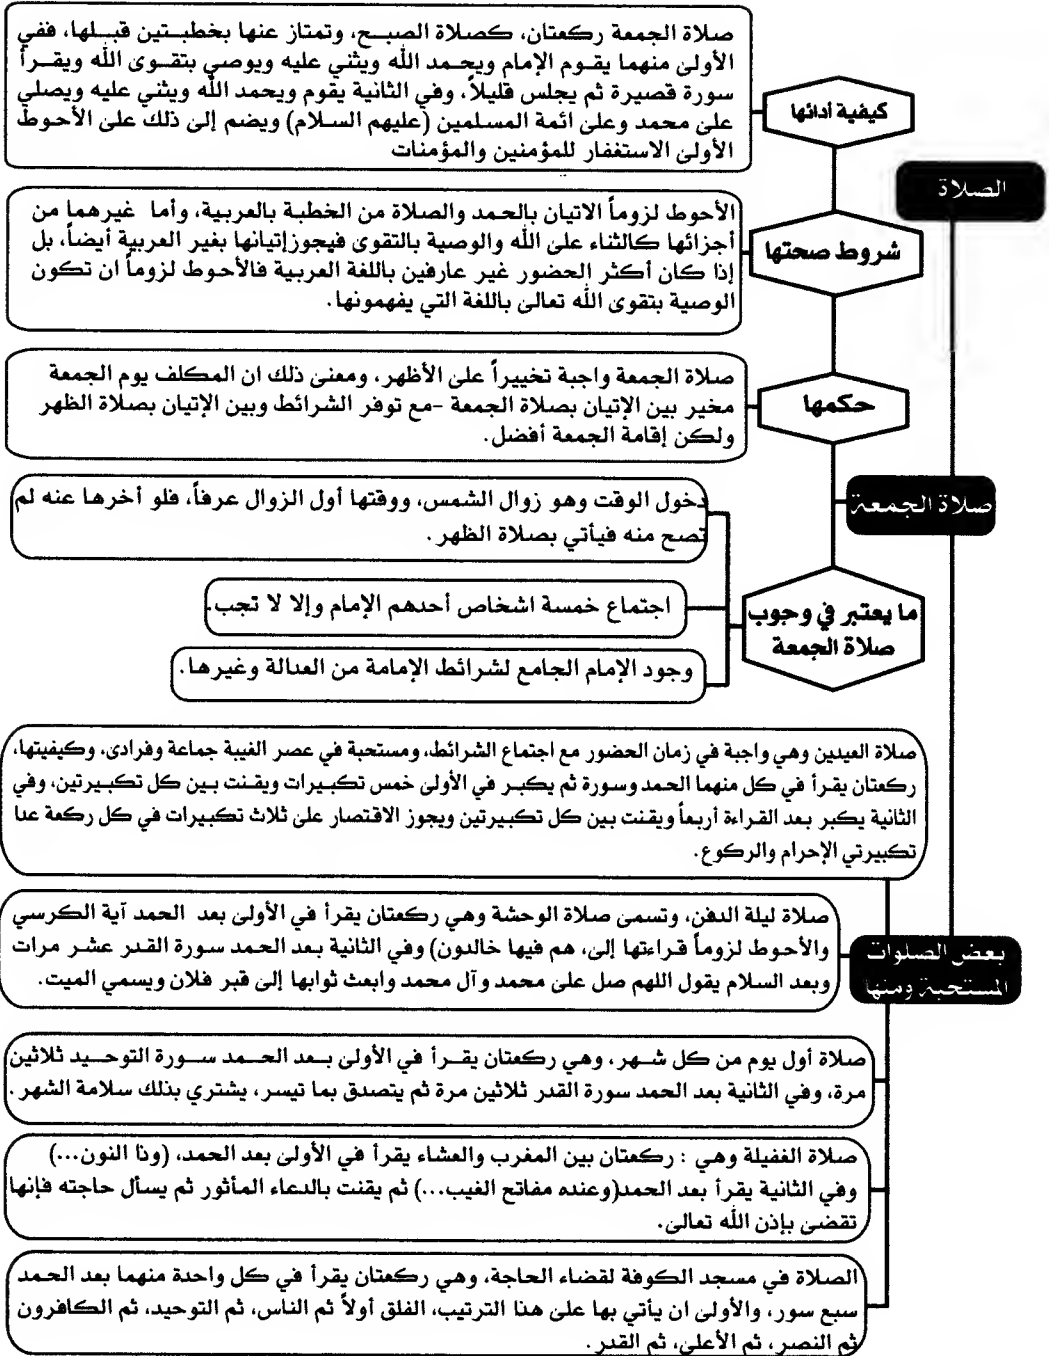 صلاة الجمعة ركعتان، كصلاة الصبح، وتمتاز عنها بخطبتين قبلها، ففي
الأولى منهما يقوم الإمام ويحمد الله ويثني عليه ويوصي بتقوى الله ويقرأ
سورة قصيرة ثم يجلس قليلاً، وفي الثانية يقوم ويحمد الله ويثني عليه ويصلي
على محمد وعلى ائمة المسلمين (عليهم السلام) ويضم إلى ذلك على الأحوط
الأولى الاستغفار للمؤمنين والمؤمنات
كيفية أدائها
الصلاة
الأحوط لزوماً الاتيان بالحمد والصلاة من الخطبة بالعربية، وأما غيرهما من
أجزائها كالثناء على الله والوصية بالتقوى فيجوزإتيانها بغير العربية أيضاً، بل
إذا كان أكثر الحضور غير عارفين باللغة العربية فالأحوط لزوماً ان تكون
الوصية بتقوى الله تعالى باللغة التي يفهمونها.
شروط صحتها
صلاة الجمعة واجبة تخييراً على الأظهر، ومعنى ذلك ان المكلف يوم الجمعة
مخير بين الإتيان بصلاة الجمعة -مع توفر الشرائط وبين الإتيان بصلاة الظهر
ولكن إقامة الجمعة أفضل.
حكمها
صلاة الجمعة
دخول الوقت وهو زوال الشمس، ووقتها أول الزوال عرفاً، فلو أخرها عنه لم
تصح منه فيأتي بصلاة الظهر.
اجتماع خمسة اشخاص أحدهم الإمام وإلا لا تجب.
وجود الإمام الجامع لشرائط الإمامة من العدالة وغيرها.
ما يعتبر في وجوب
صلاة الجمعة
صلاة العيدين وهي واجبة في زمان الحضور مع اجتماع الشرائط، ومستحبة في عصر الغيبة جماعة وفرادى، وكيفيتها،
ركعتان يقرأ في كل منهما الحمد وسورة ثم يكبر في الأولى خمس تكبيرات ويقنت بين كل تكبيرتين، وفي
الثانية يكبر بعد القراءة أربعاً ويقنت بين كل تكبيرتين ويجوز الاقتصار على ثلاث تكبيرات في كل ركعة عدا
تكبيرتي الإحرام والركوع.
صلاة ليلة الدفن، وتسمى صلاة الوحشة وهي ركعتان يقرأ في الأولى بعد الحمد آية الكرسي
والأحوط لزوماً قراءتها إلى، هم فيها خالدون) وفي الثانية بعد الحمد سورة القدر عشر مرات
وبعد السلام يقول اللهم صل على محمد وآل محمد وابعث ثوابها إلى قبر فلان ويسمي الميت.
بعض الصلوات
المستحبة ومنها
صلاة أول يوم من كل شهر، وهي ركعتان يقرأ في الأولى بعد الحمد سورة التوحيد ثلاثين
مرة، وفي الثانية بعد الحمد سورة القدر ثلاثين مرة ثم يتصدق بما تيسر، يشتري بذلك سلامة الشهر.
صلاة الغفيلة وهي : ركعتان بين المغرب والعشاء يقرأ في الأولى بعد الحمد، (وذا النون...)
وفي الثانية يقرأ بعد الحمد(وعنده مفاتح الغيب...) ثم يقنت بالدعاء المأثور ثم يسأل حاجته فإنها
تقضى بإذن الله تعالى.
الصلاة في مسجد الكوفة لقضاء الحاجة، وهي ركعتان يقرأ في كل واحدة منهما بعد الحمد
سبع سور، والأولى ان يأتي بها على هذا الترتيب، الفلق أولاً ثم الناس، ثم التوحيد، ثم الكافرون
ثم النصر، ثم الأعلى، ثم القدر.